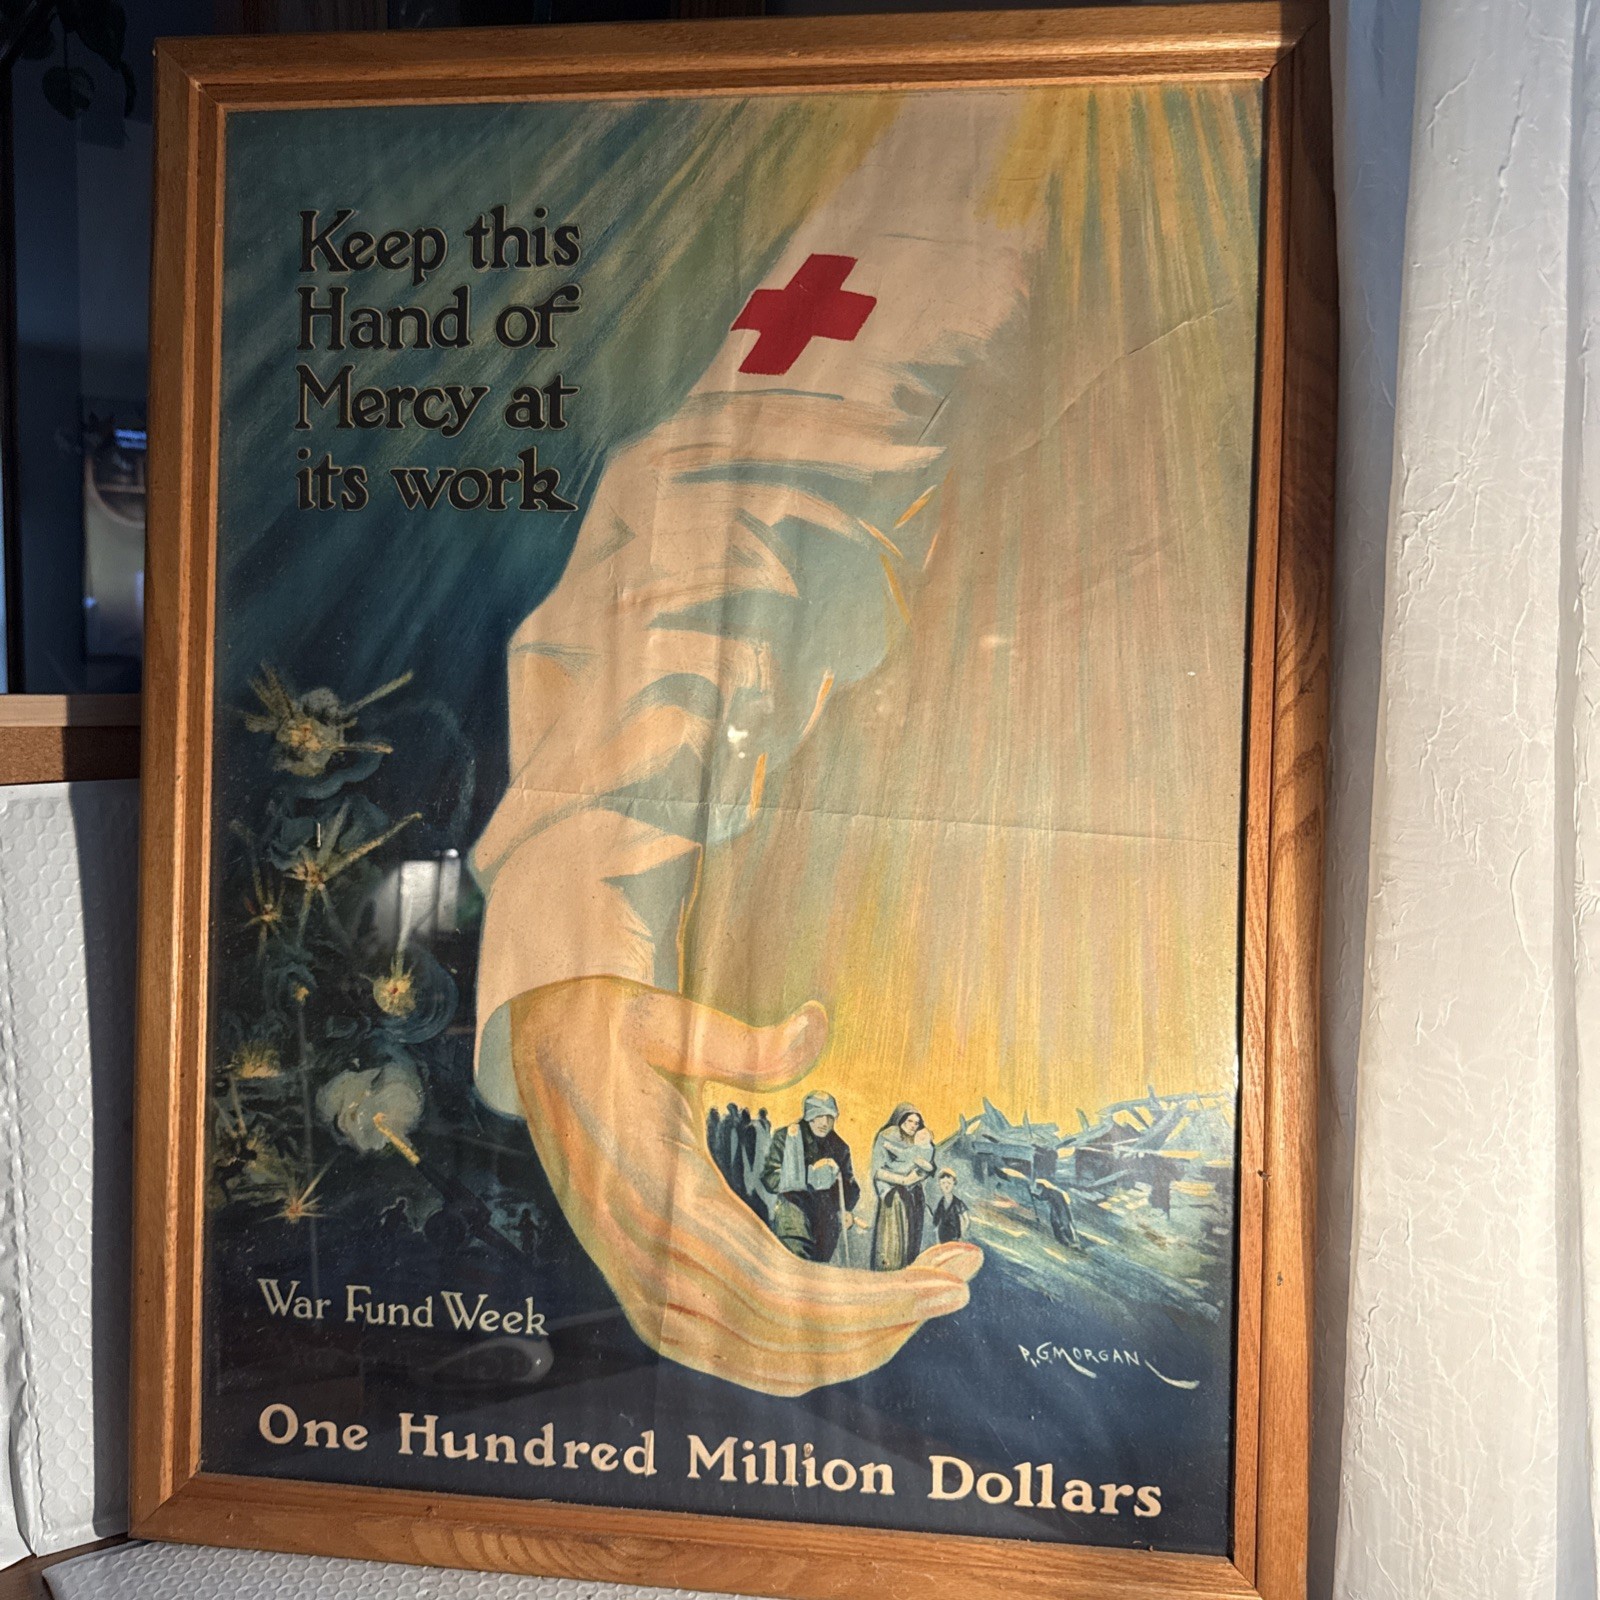 Keep this
Hand of
Mercy at
its work
War Fund Week
R.G.MORGAN
One Hundred Million Dollars